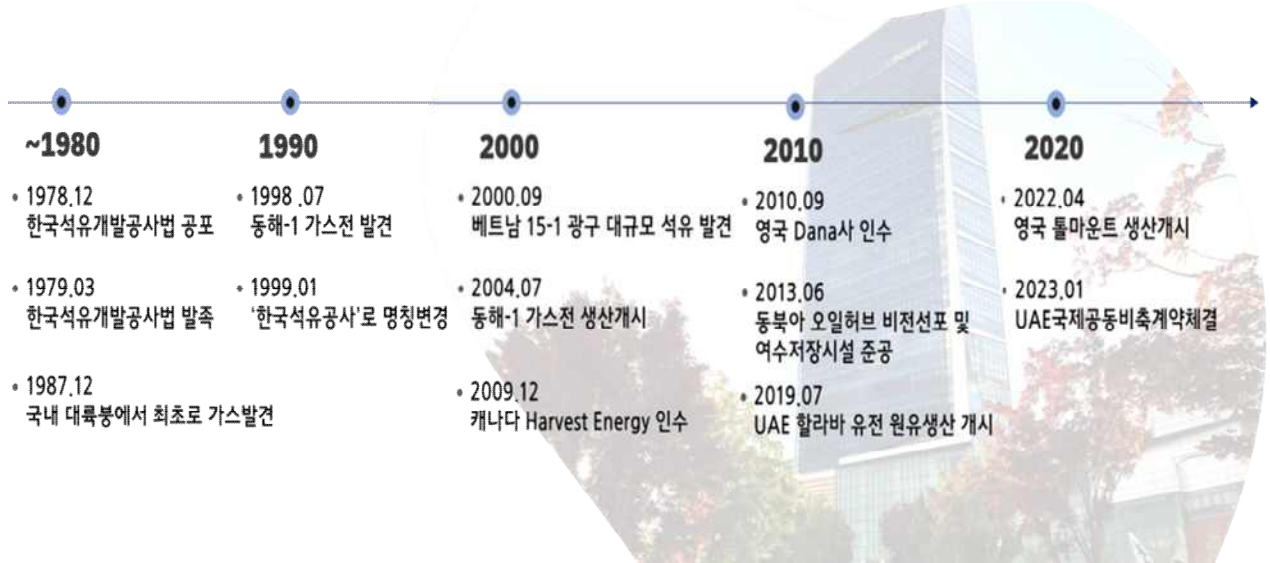 ~1980
1978.12
한국석유개발공사법 공포
1979.03
한국석유개발공사법 발족
1987.12
국내 대륙붕에서 최초로 가스발견
1990
1998 .07
동해-1 가스전 발견
1999.01
‘한국석유공사’로 명칭변경
2000
2000.09
베트남 15-1 광구 대규모 석유 발견
2004.07
동해-1 가스전 생산개시
2009.12
캐나다 Harvest Energy 인수
2010
2010.09
영국 Dana사 인수
2013.06
동북아 오일허브 비전선포 및
여수저장시설 준공
2019.07
UAE 할라바 유전 원유생산 개시
2020
2022.04
영국 톨마운트 생산개시
2023.01
UAE국제공동비축계약체결